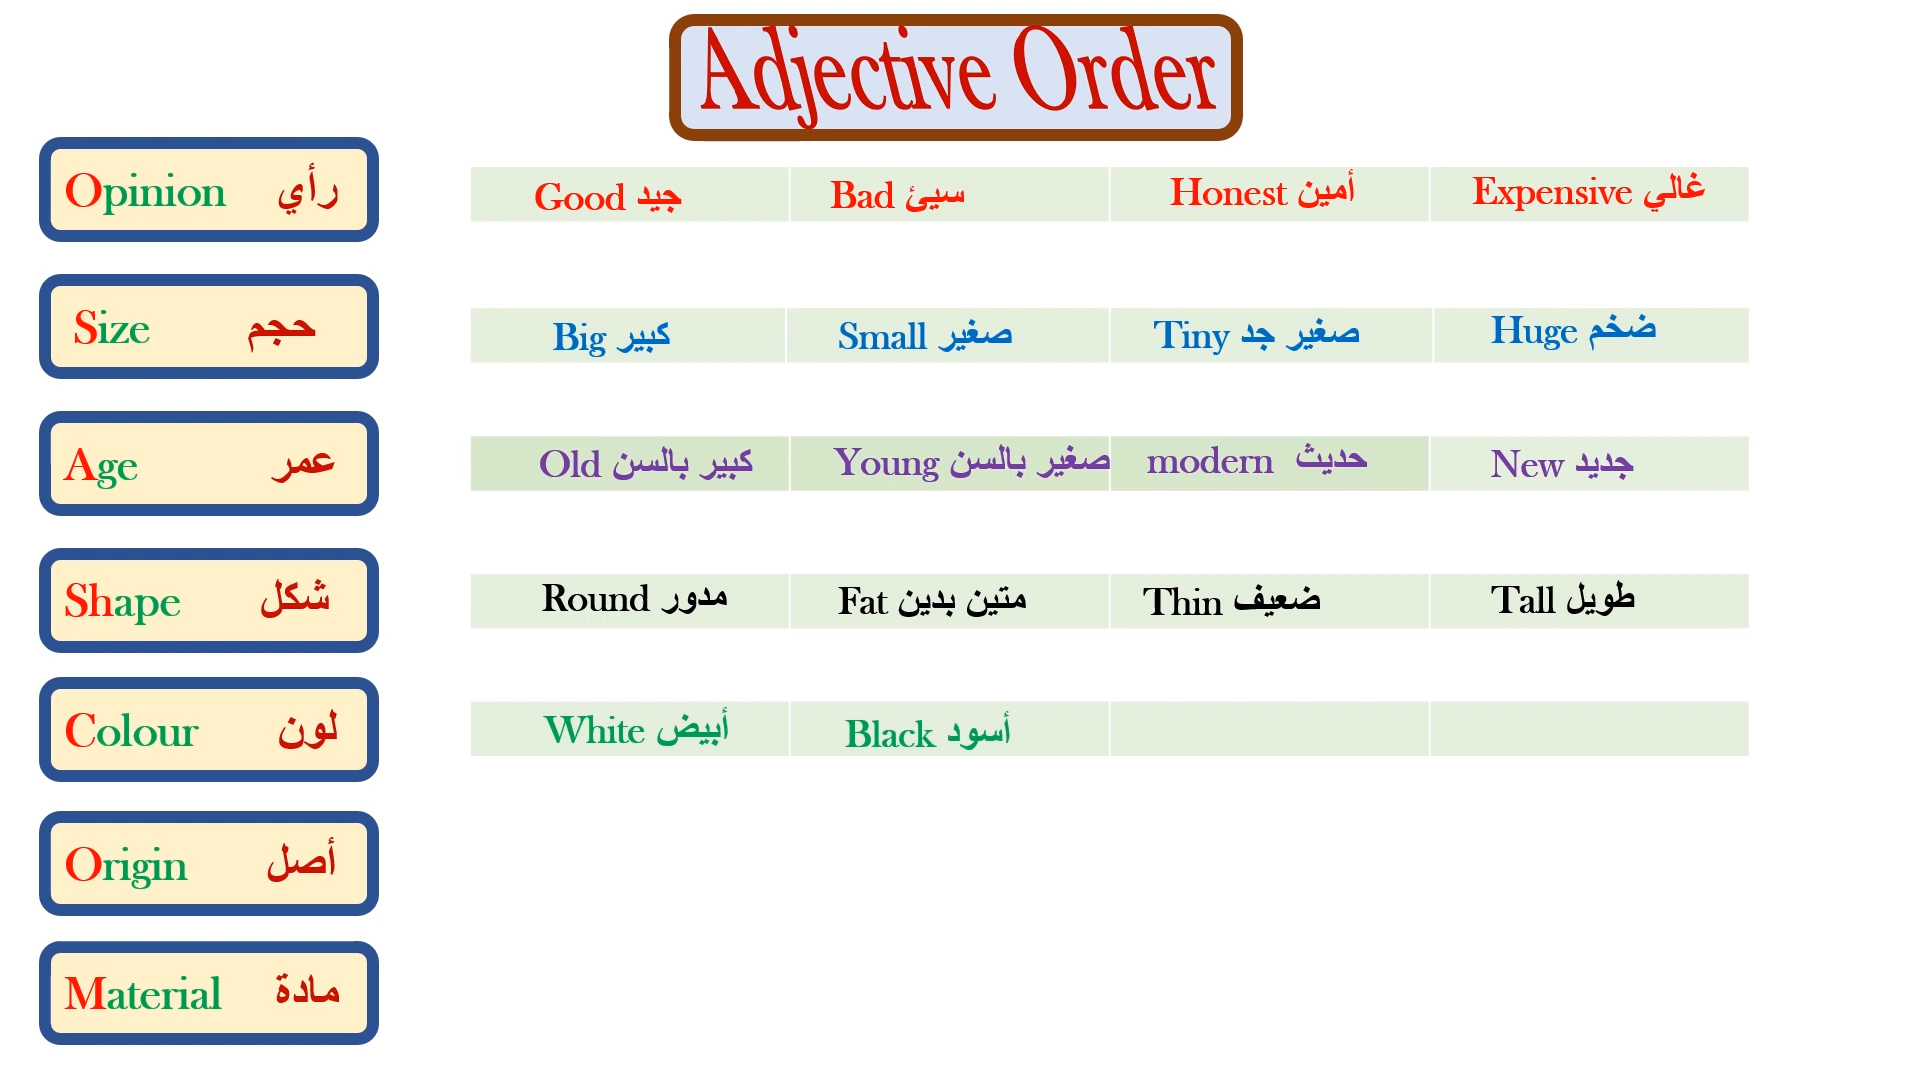 Adjective Order
Opinion رأي
Good جيد Bad سيئ Honest أمين Expensive غالي
Size حجم
Big كبير Small صغير Tiny صغير جد Huge ضخم
Age عمر
Old كبير بالسن Young صغير بالسن modern حديث New جديد
Shape شكل
Round مدور Fat متين بدين Thin ضعيف Tall طويل
Colour لون
White أبيض Black أسود
Origin أصل
Material مادة